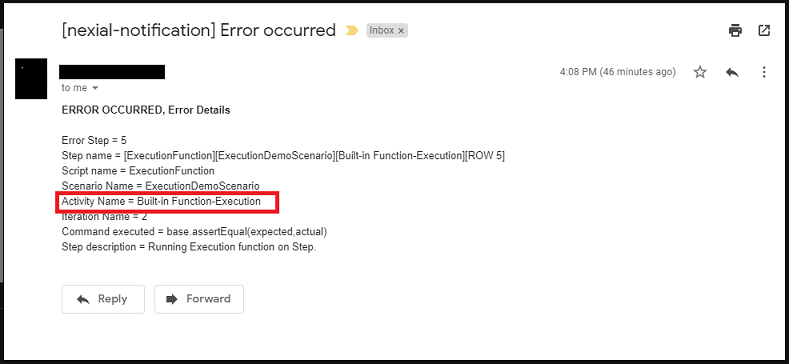 [nexial-notification] Error occurred Inbox ×
4:08 PM (46 minutes ago)
to me
ERROR OCCURRED, Error Details
Error Step = 5
Step name = [ExecutionFunction][ExecutionDemoScenario][Built-in Function-Execution][ROW 5]
Script name = ExecutionFunction
Scenario Name = ExecutionDemoScenario
Activity Name = Built-in Function-Execution
Iteration Name = 2
Command executed = base.assertEqual(expected,actual)
Step description = Running Execution function on Step.
Reply Forward